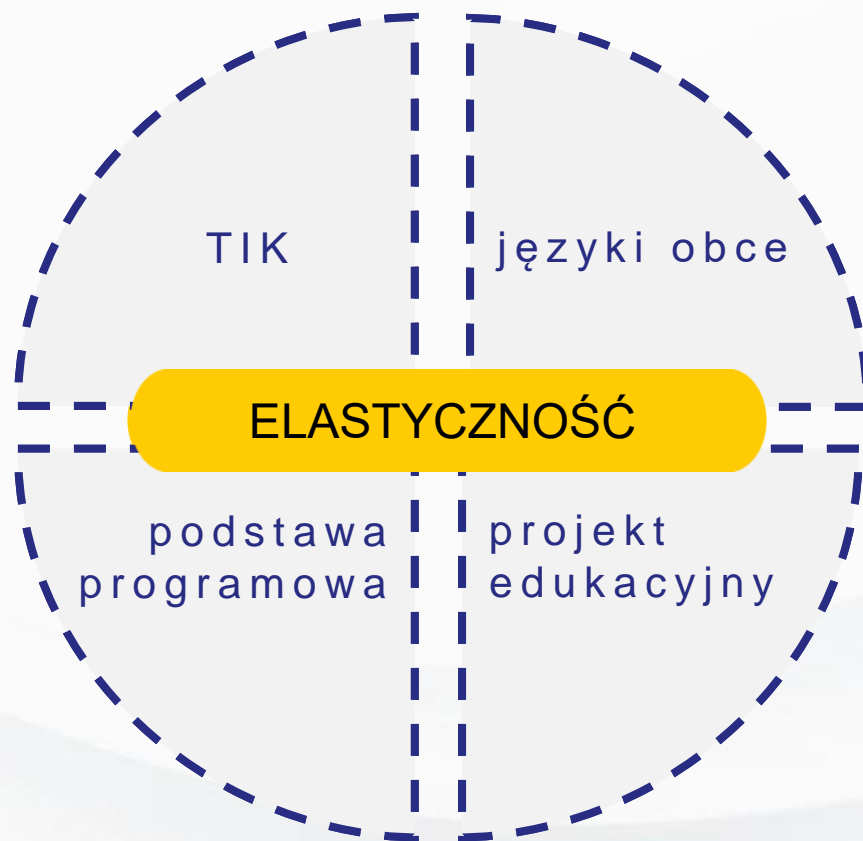 TIK
języki obce
ELASTYCZNOŚĆ
podstawa
programowa
projekt
edukacyjny